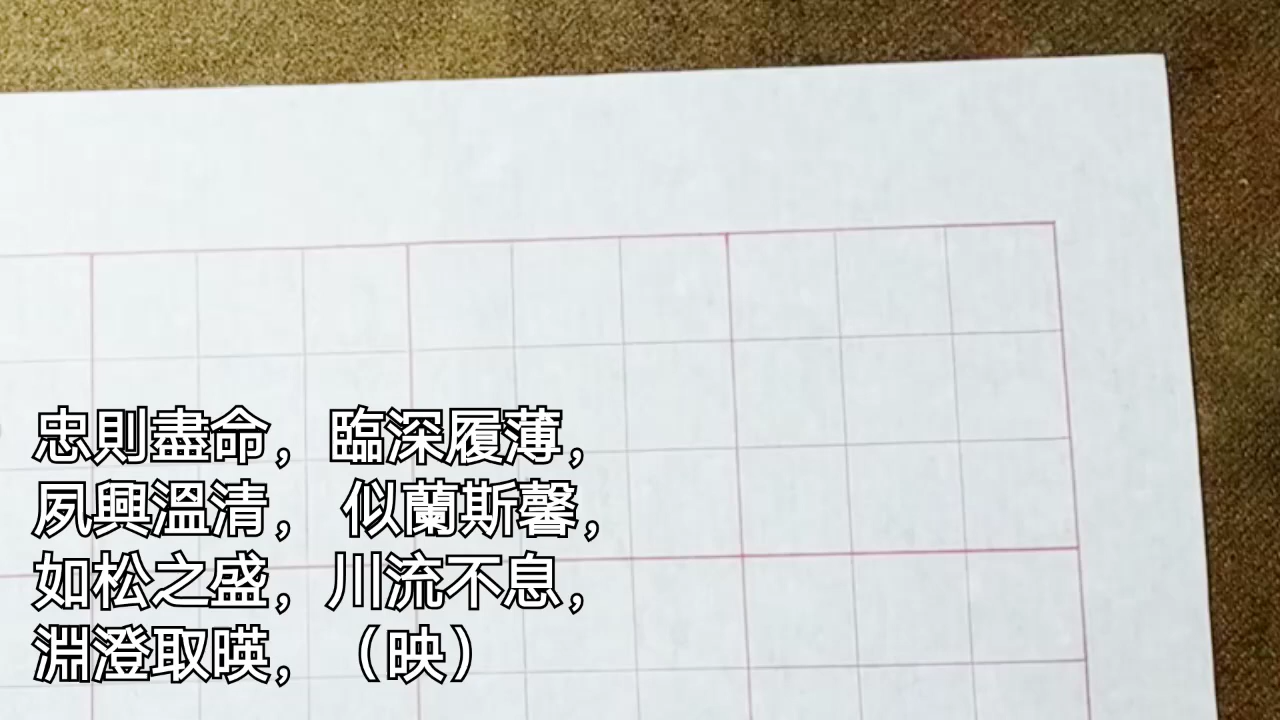 忠則盡命，臨深履薄，
夙興溫清， 似蘭斯馨，
如松之盛，川流不息，
淵澄取暎，（映）